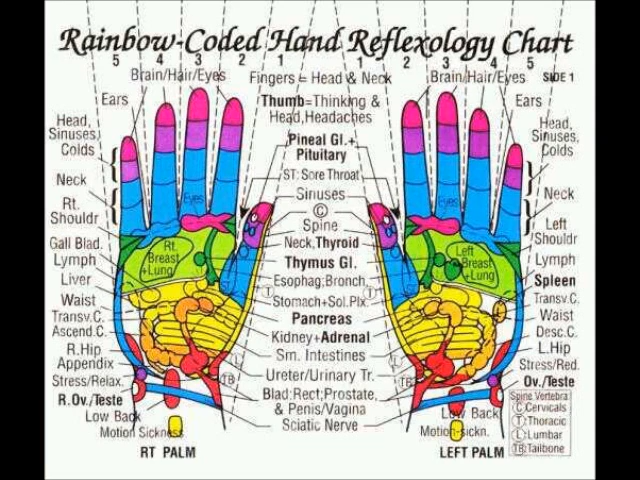 Rainbow-Coded Hand Reflexology Chart
5 4 3 2 1 1 2 3 4 5
Brain/Hair/Eyes
Fingers = Head & Neck
Brain/Hair/Eyes
SIDE 1
Ears
Thumb=Thinking &
Head,Headaches
Ears
Head,
Sinuses,
Colds
Pineal Gl.+
Pituitary
Head,
Sinuses,
Colds
ST: Sore Throat
Neck
Eyes
Sinuses
Eyes
Neck
C
Rt.
Shouldr
Spine
Left
Shouldr
Gall Blad.
Rt.
Breast
+Lung
Neck,Thyroid
Left
Breast
+Lung
Lymph
Thymus Gl.
Lymph
Liver
Esophag;Bronch.
Spleen
T
T
Waist
Stomach+Sol.Plx
Transv.C.
Transv.C.
Pancreas
Waist
Ascend.C.
Kidney+Adrenal
Desc.C.
R.Hip
Sm. Intestines
L.Hip
L
L
Appendix
Ureter/Urinary Tr.
Stress/Red.
Stress/Relax.
TB
TB
Blad:Rect;Prostate,
& Penis/Vagina
Ov./Teste
R.Ov./Teste
Sciatic Nerve
Low Back
Low Back
Motion Sickness
Motion-sickn.
Spine Vertebra:
C:Cervicals
T:Thoracic
L:Lumbar
TB:Tailbone
RT PALM
LEFT PALM